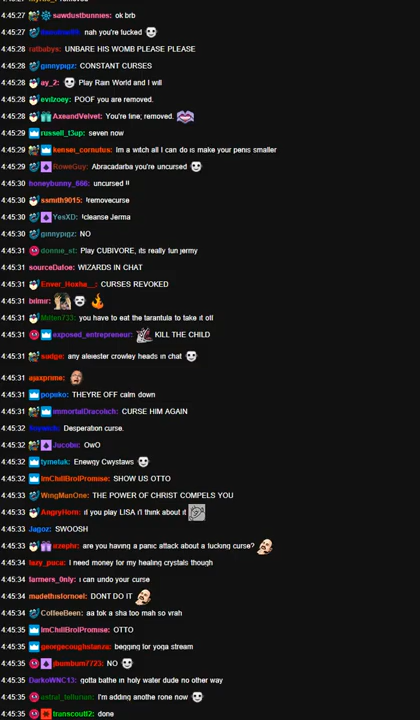 4:45:27 sawdustbunnies: ok brb
4:45:27 nah you're fucked
4:45:28 ratbabys: UNBARE HIS WOMB PLEASE PLEASE
4:45:28 ginnypigz: CONSTANT CURSES
4:45:28 ay_2: Play Rain World and I will
4:45:28 evilzoey: POOF you are removed.
4:45:28 AxeandVelvet: You're fine; removed.
4:45:29 russell_t3up: seven now
4:45:29 kensei_cornutus: Im a witch all I can do is make your penis smaller
4:45:29 RoweGuy: Abracadarba you're uncursed
4:45:30 honeybunny_666: uncursed !!
4:45:30 ssmith9015: !removecurse
4:45:30 YesXD: !cleanse Jerma
4:45:30 ginnypigz: NO
4:45:31 donnie_st: Play CUBIVORE, its really fun jermy
4:45:31 sourceDafoe: WIZARDS IN CHAT
4:45:31 Enver_Hoxha__: CURSES REVOKED
4:45:31 bilmir:
4:45:31 Mitten733: you have to eat the tarantula to take it off
4:45:31 exposed_entrepreneur: KILL THE CHILD
4:45:31 sadge: any aleister crowley heads in chat
4:45:31 ajaxprime:
4:45:31 popoko: THEYRE OFF calm down
4:45:31 immortalDracolich: CURSE HIM AGAIN
4:45:32 Desperation curse.
4:45:32 Jucobn: OwO
4:45:32 tymeluk: Enewgy Cwystaws
4:45:32 ImChillBroIPromise: SHOW US OTTO
4:45:33 WingManOne: THE POWER OF CHRIST COMPELS YOU
4:45:33 AngryHorn: if you play LISA i'l think about it
4:45:33 Jagoz: SWOOSH
4:45:33 irzephr: are you having a panic attack about a fucking curse?
4:45:34 lazy_puca: I need money for my healing crystals though
4:45:34 farmers_0nly: i can undo your curse
4:45:34 madethisfornoel: DONT DO IT
4:45:34 CoffeeBean: aa tok a sha too mah so vrah
4:45:35 ImChillBroIPromise: OTTO
4:45:35 georgecoughstanza: begging for yoga stream
4:45:35 jbumbum7723: NO
4:45:35 DarkoWNC13: gotta bathe in holy water dude no other way
4:45:35 astral_tellurian: I'm adding anothe rone now
4:45:35 transcoutf2: done